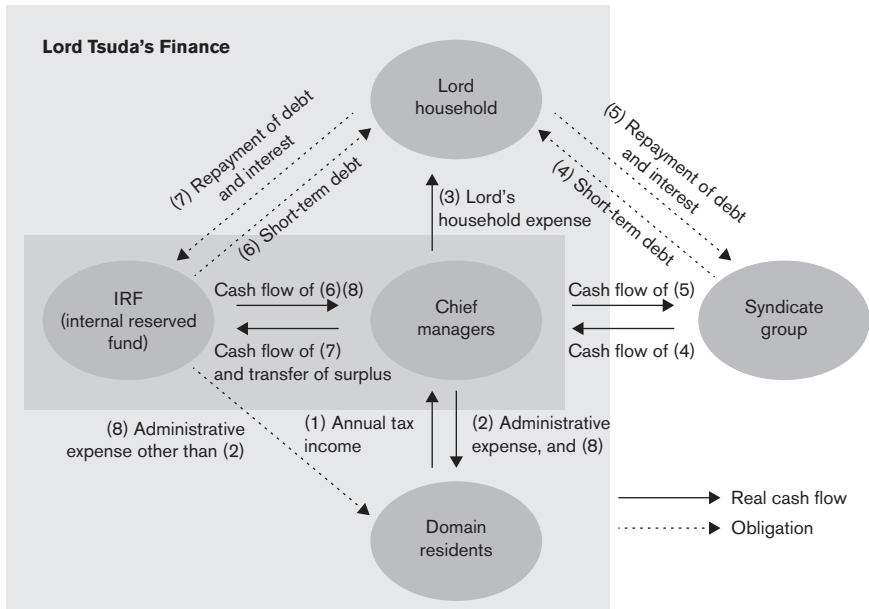 Lord Tsuda’s Finance
Lord
household
(7) Repayment of debt
and interest
(6) Short-term debt
(5) Repayment of debt
and interest
(4) Short-term debt
(3) Lord’s
household expense
IRF
(internal reserved
fund)
Cash flow of (6)(8)
Cash flow of (7)
and transfer of surplus
Chief
managers
Cash flow of (5)
Cash flow of (4)
Syndicate
group
(8) Administrative
expense other than (2)
(1) Annual tax
income
(2) Administrative
expense, and (8)
Domain
residents
Real cash flow
Obligation